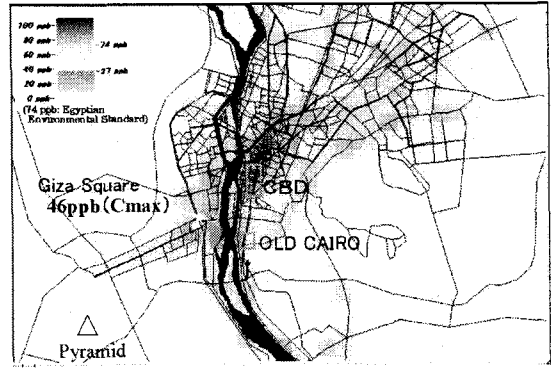 100 ppb
80 ppb
74 ppb
60 ppb
40 ppb
37 ppb
20 ppb
0 ppb
(74 ppb: Egyptian
Environmental Standard)
Giza Square
46ppb(Cmax)
CBD
OLD CAIRO
Pyramid